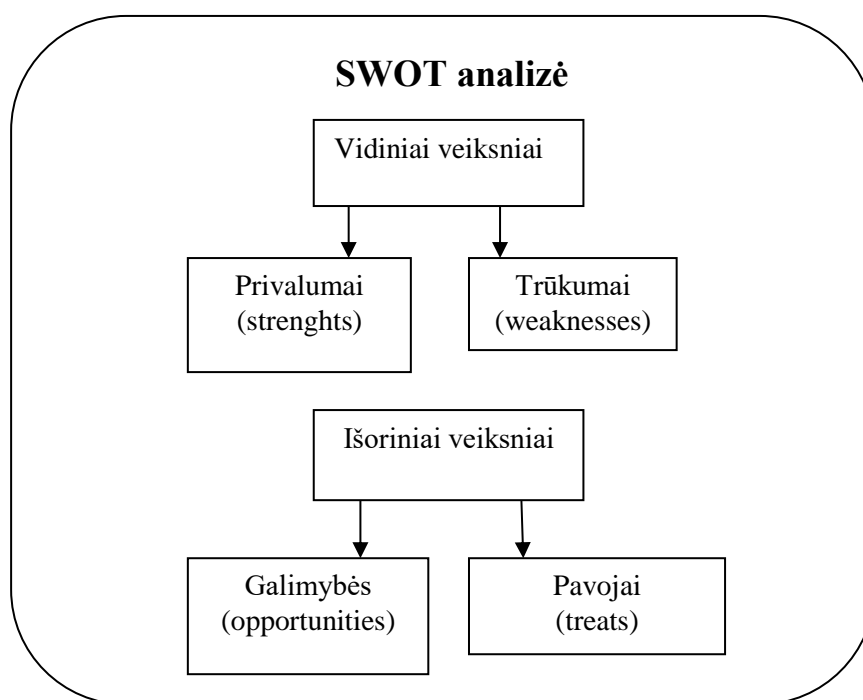 SWOT analizė
Vidiniai veiksniai
Privalumai
(strenghts)
Trūkumai
(weaknesses)
Išoriniai veiksniai
Galimybės
(opportunities)
Pavojai
(treats)